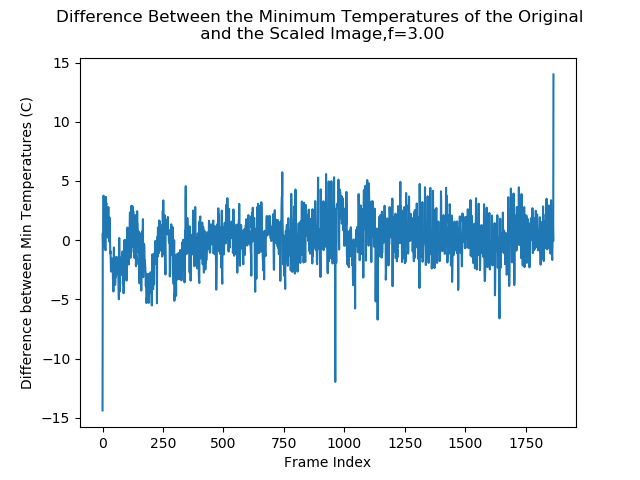 Difference Between the Minimum Temperatures of the Original
and the Scaled Image,f=3.00
15
10
5
0
−5
−10
−15
Difference between Min Temperatures (C)
0 250 500 750 1000 1250 1500 1750
Frame Index